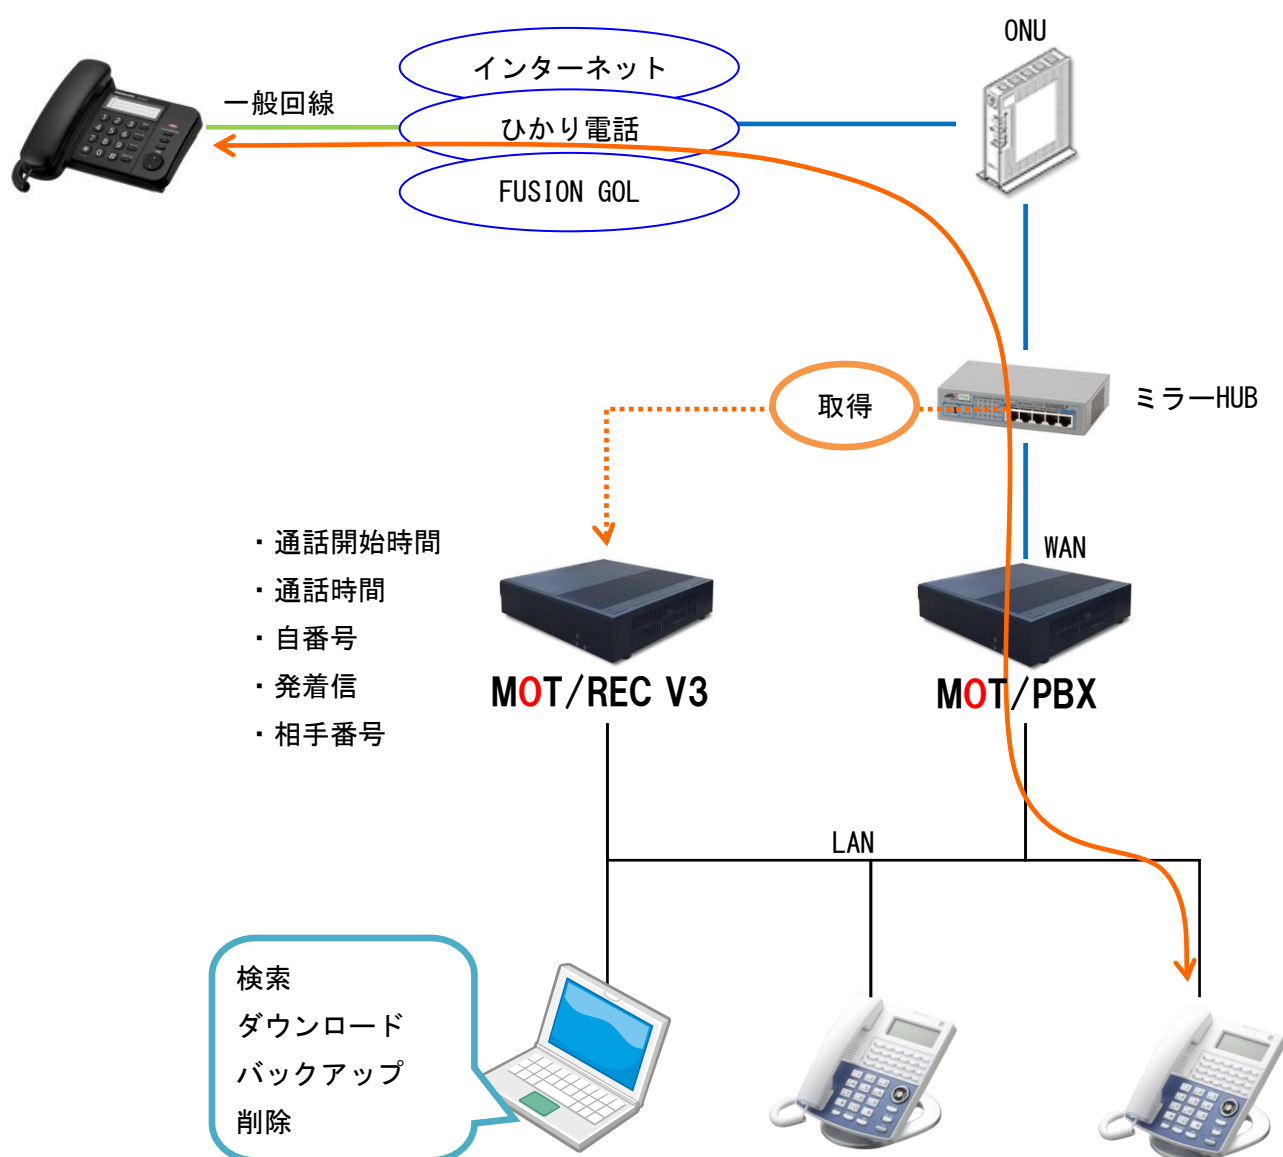 ONU
インターネット
一般回線
ひかり電話
FUSION GOL
ミラーHUB
取得
・通話開始時間
・通話時間
・自番号
・発着信
・相手番号
WAN
MOT/REC V3
MOT/PBX
LAN
検索
ダウンロード
バックアップ
削除